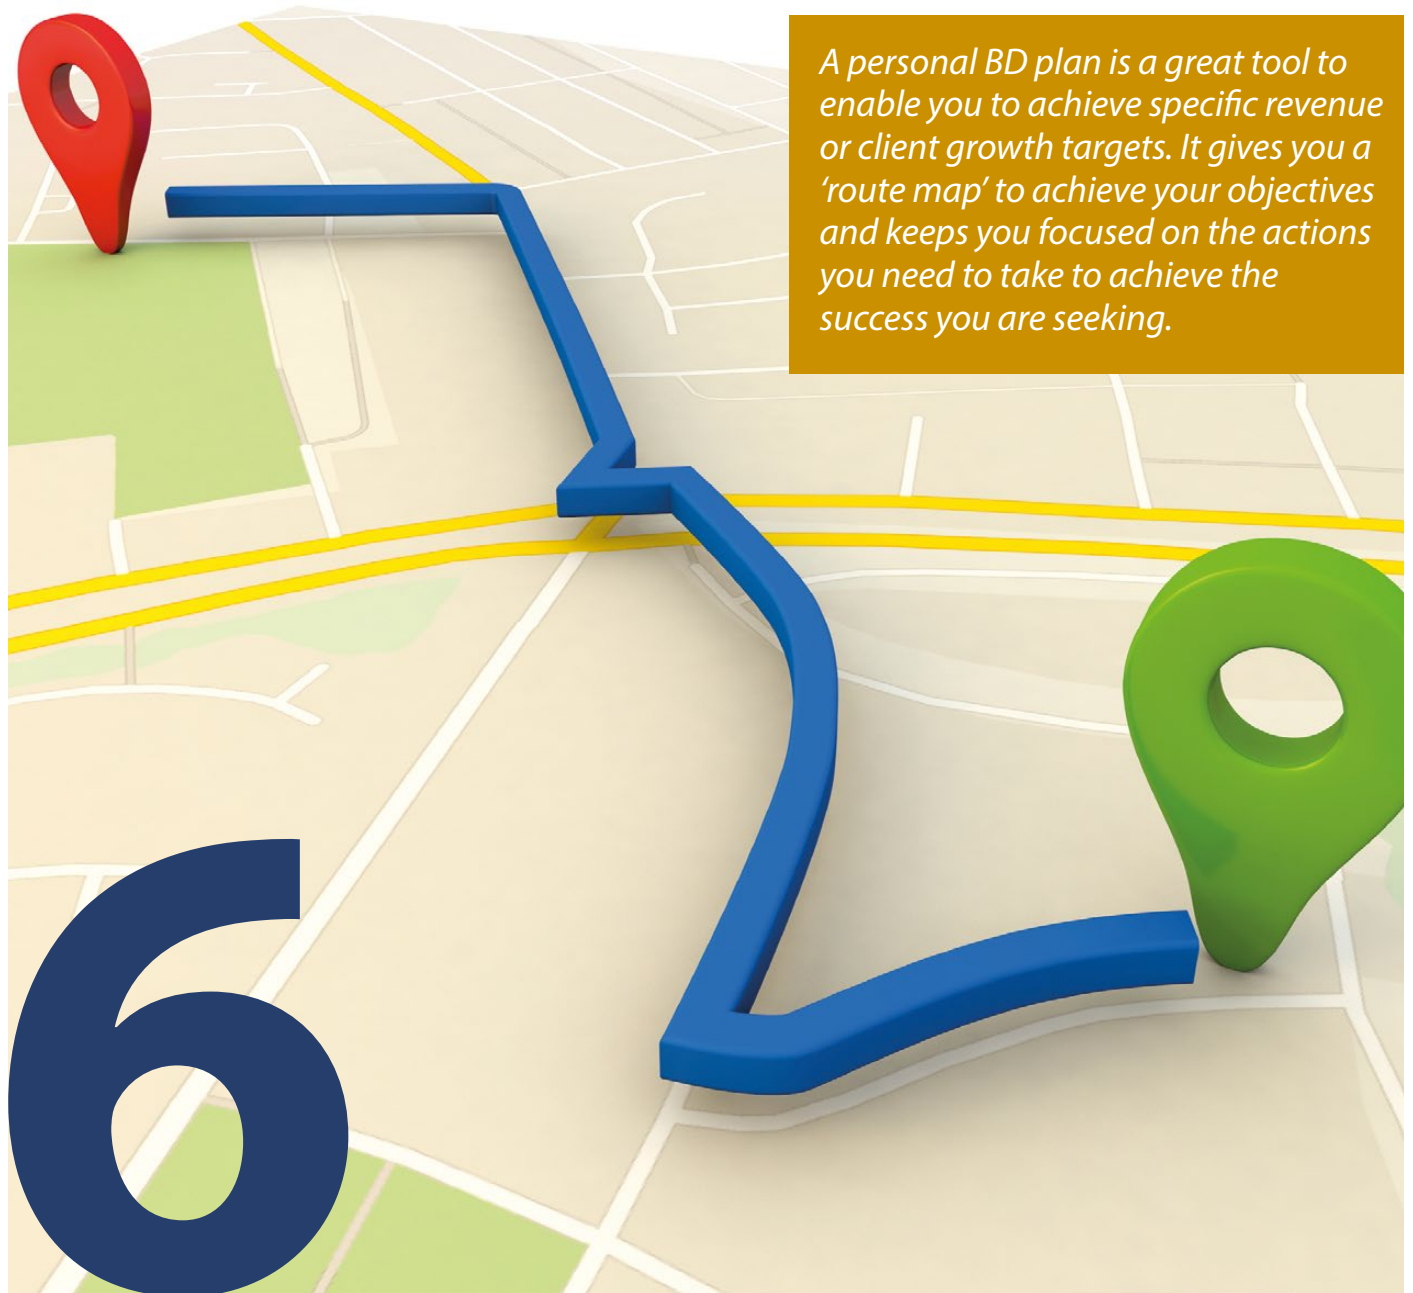 A personal BD plan is a great tool to
enable you to achieve specific revenue
or client growth targets. It gives you a
‘route map’ to achieve your objectives
and keeps you focused on the actions
you need to take to achieve the
success you are seeking.
6